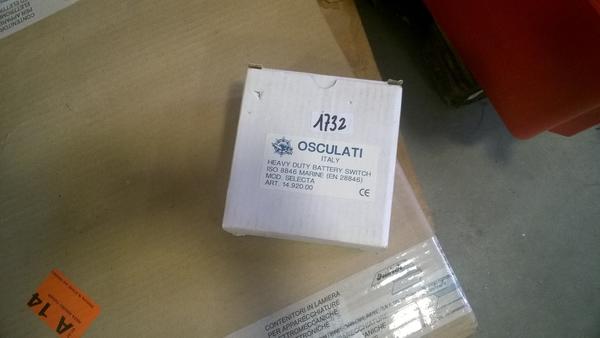 1732
OSCULATI
ITALY
HEAVY DUTY BATTERY SWITCH
ISO 8846 MARINE (EN 28846)
MOD. SELECTA
ART. 14.920.00
CE
A 14
CONTENITORI IN LAMIERA
PER APPARECCHIATURE
ELETTROMECCANICHE